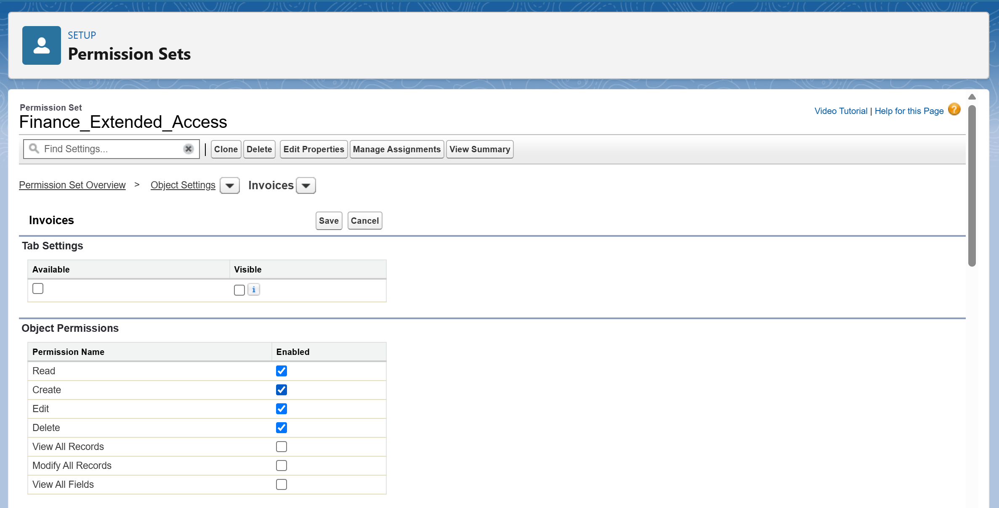 SETUP
Permission Sets
Permission Set
Finance_Extended_Access
Video Tutorial | Help for this Page ?
Find Settings...
Clone Delete Edit Properties Manage Assignments View Summary
Permission Set Overview > Object Settings Invoices
Invoices
Save Cancel
Tab Settings
Available Visible
i
Object Permissions
Permission Name Enabled
Read
Create
Edit
Delete
View All Records
Modify All Records
View All Fields